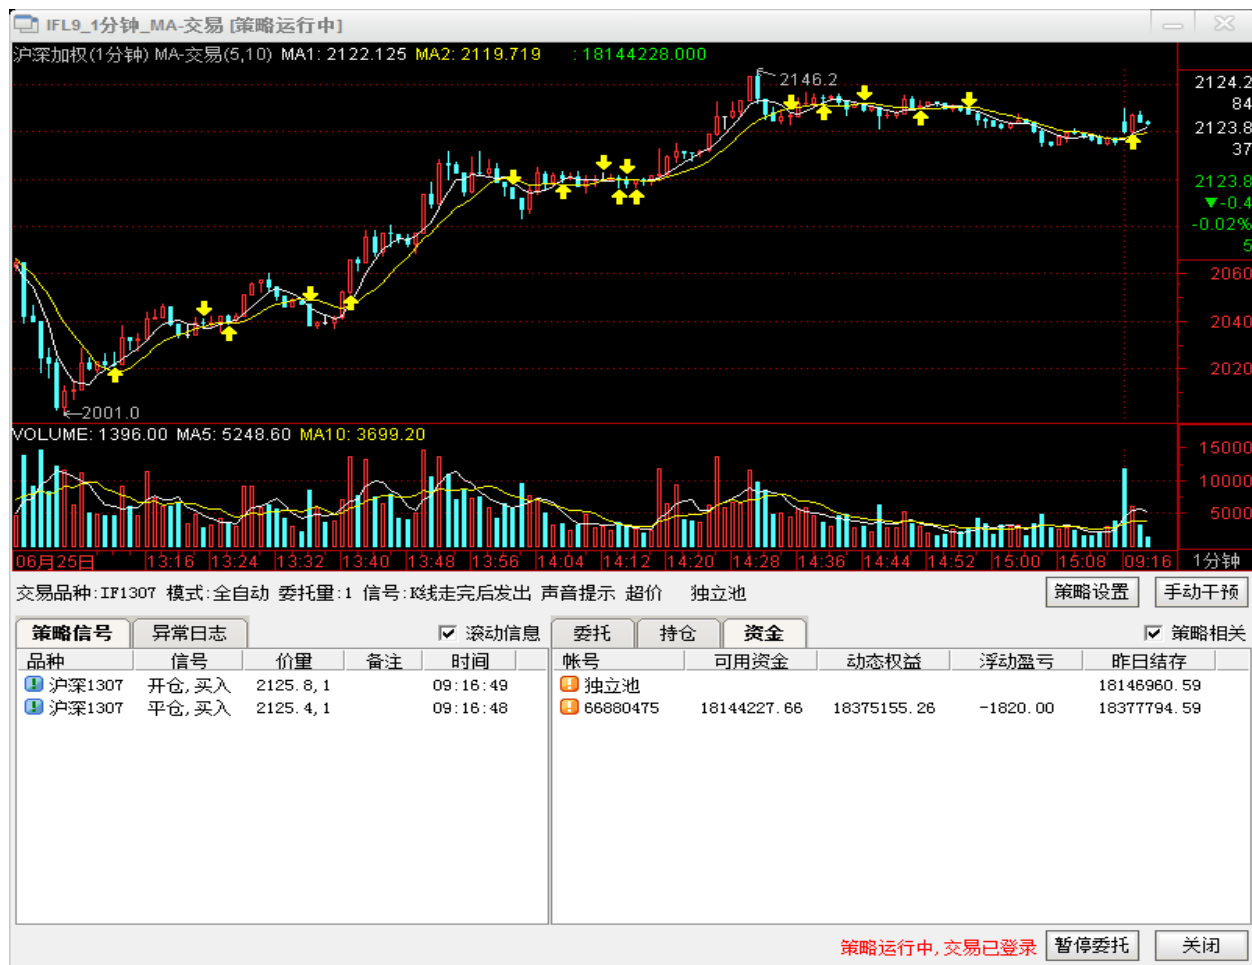 IFL9_1分钟_MA-交易 [策略运行中]
沪深加权(1分钟) MA-交易(5,10) MA1: 2122.125 MA2: 2119.719 : 18144228.000
2146.2
2124.2
84
2123.8
37
2123.8
▼-0.4
-0.02%
5
2060
2040
2020
←2001.0
VOLUME: 1396.00 MA5: 5248.60 MA10: 3699.20
15000
10000
5000
06月25日 13:16 13:24 13:32 13:40 13:48 13:56 14:04 14:12 14:20 14:28 14:36 14:44 14:52 15:00 15:08 09:16 1分钟
交易品种:IF1307 模式:全自动 委托量:1 信号:K线走完后发出 声音提示 超价 独立池 策略设置 手动干预
策略信号 异常日志 滚动信息 委托 持仓 资金 策略相关
品种 信号 价量 备注 时间 帐号 可用资金 动态权益 浮动盈亏 昨日结存
沪深1307 开仓,买入 2125.8,1 09:16:49 独立池 18146960.59
沪深1307 平仓,买入 2125.4,1 09:16:48 66880475 18144227.66 18375155.26 -1820.00 18377794.59
策略运行中,交易已登录 暂停委托 关闭